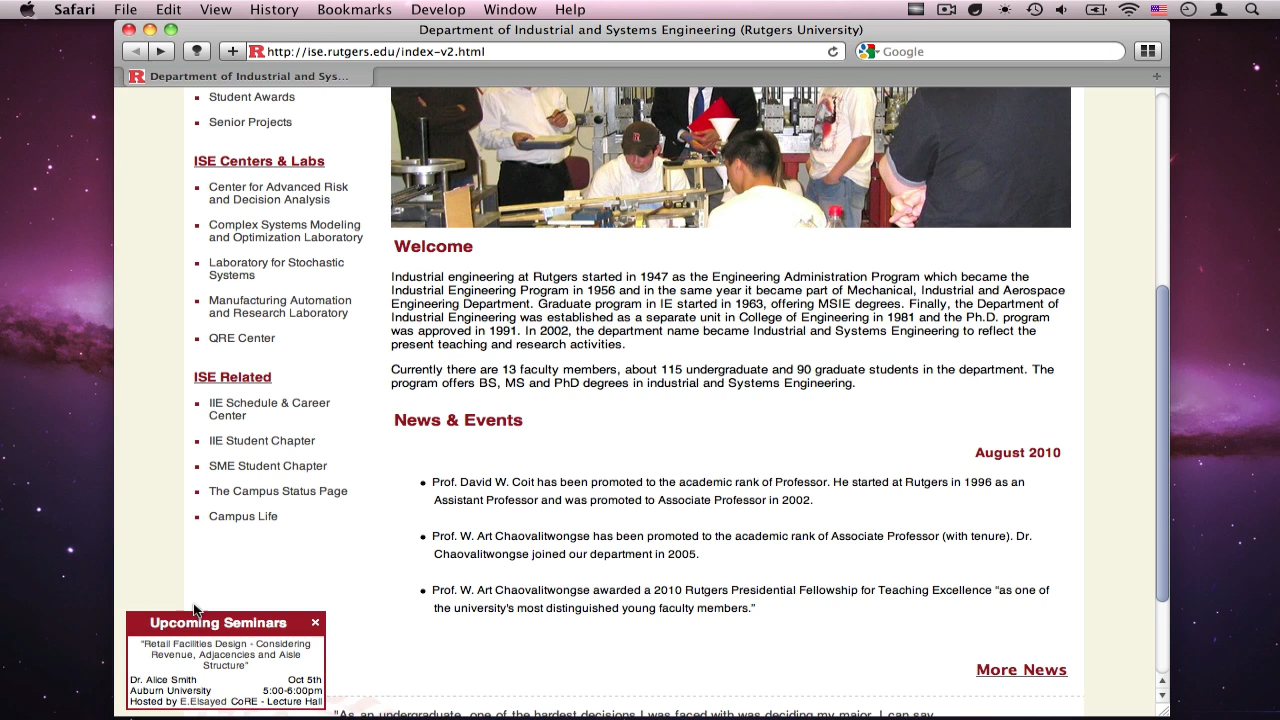 Safari File Edit View History Bookmarks Develop Window Help
Department of Industrial and Systems Engineering (Rutgers University)
http://ise.rutgers.edu/index-v2.html
Google
Department of Industrial and Sys...
Student Awards
Senior Projects
ISE Centers & Labs
Center for Advanced Risk
and Decision Analysis
Complex Systems Modeling
and Optimization Laboratory
Laboratory for Stochastic
Systems
Manufacturing Automation
and Research Laboratory
QRE Center
ISE Related
IIE Schedule & Career
Center
IIE Student Chapter
SME Student Chapter
The Campus Status Page
Campus Life
Welcome
Industrial engineering at Rutgers started in 1947 as the Engineering Administration Program which became the
Industrial Engineering Program in 1956 and in the same year it became part of Mechanical, Industrial and Aerospace
Engineering Department. Graduate program in IE started in 1963, offering MSIE degrees. Finally, the Department of
Industrial Engineering was established as a separate unit in College of Engineering in 1981 and the Ph.D. program
was approved in 1991. In 2002, the department name became Industrial and Systems Engineering to reflect the
present teaching and research activities.
Currently there are 13 faculty members, about 115 undergraduate and 90 graduate students in the department. The
program offers BS, MS and PhD degrees in industrial and Systems Engineering.
News & Events
August 2010
Prof. David W. Coit has been promoted to the academic rank of Professor. He started at Rutgers in 1996 as an
Assistant Professor and was promoted to Associate Professor in 2002.
Prof. W. Art Chaovalitwongse has been promoted to the academic rank of Associate Professor (with tenure). Dr.
Chaovalitwongse joined our department in 2005.
Prof. W. Art Chaovalitwongse awarded a 2010 Rutgers Presidential Fellowship for Teaching Excellence “as one of
the university's most distinguished young faculty members.”
More News
Upcoming Seminars ×
"Retail Facilities Design - Considering
Revenue, Adjacencies and Aisle
Structure"
Dr. Alice Smith Oct 5th
Auburn University 5:00-6:00pm
Hosted by E.Elsayed CoRE - Lecture Hall
"As an undergraduate, one of the hardest decisions I was faced with was deciding my major. I can say